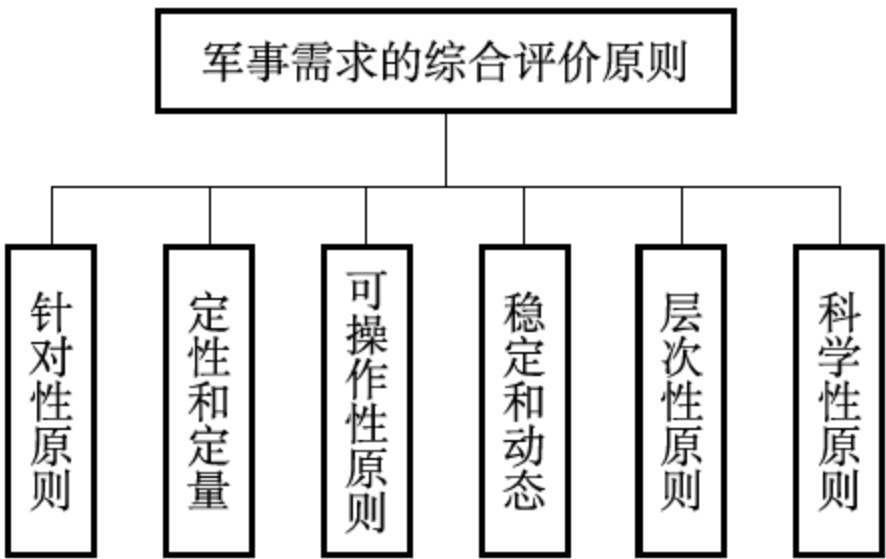 军事需求的综合评价原则
针对性原则
定性和定量
可操作性原则
稳定和动态
层次性原则
科学性原则